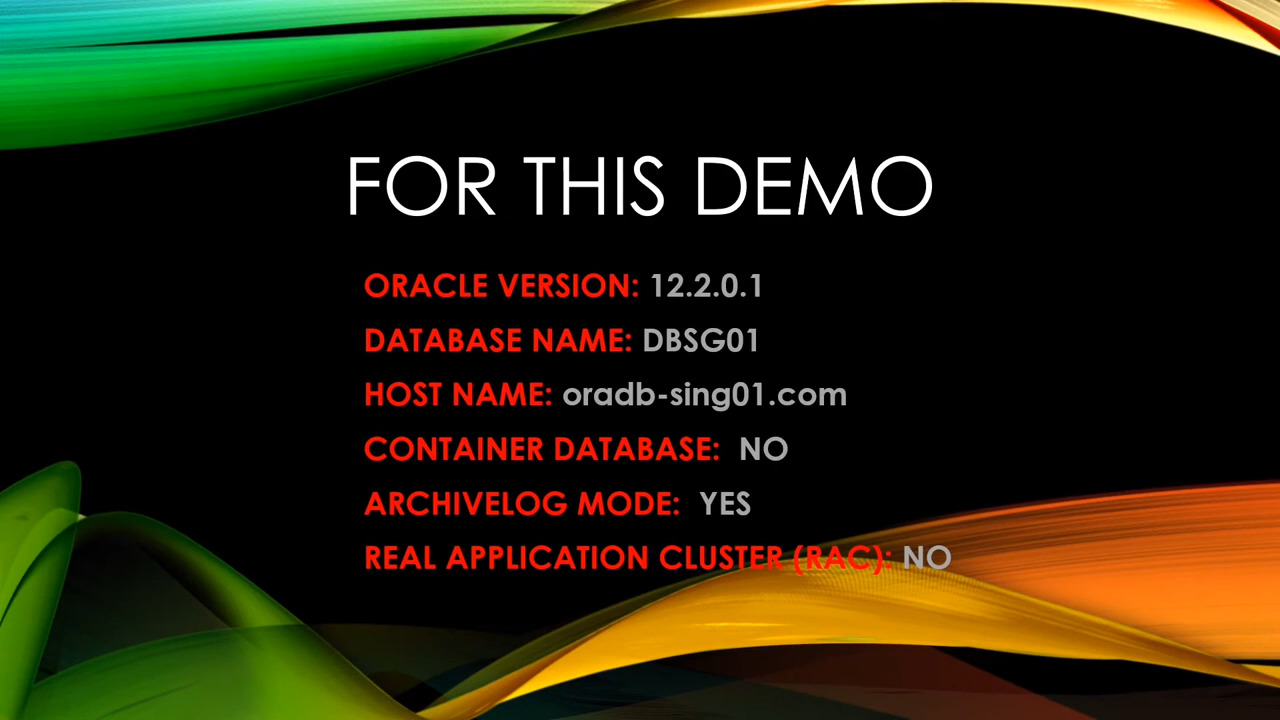 FOR THIS DEMO
ORACLE VERSION: 12.2.0.1
DATABASE NAME: DBSG01
HOST NAME: oradb-sing01.com
CONTAINER DATABASE: NO
ARCHIVELOG MODE: YES
REAL APPLICATION CLUSTER (RAC): NO